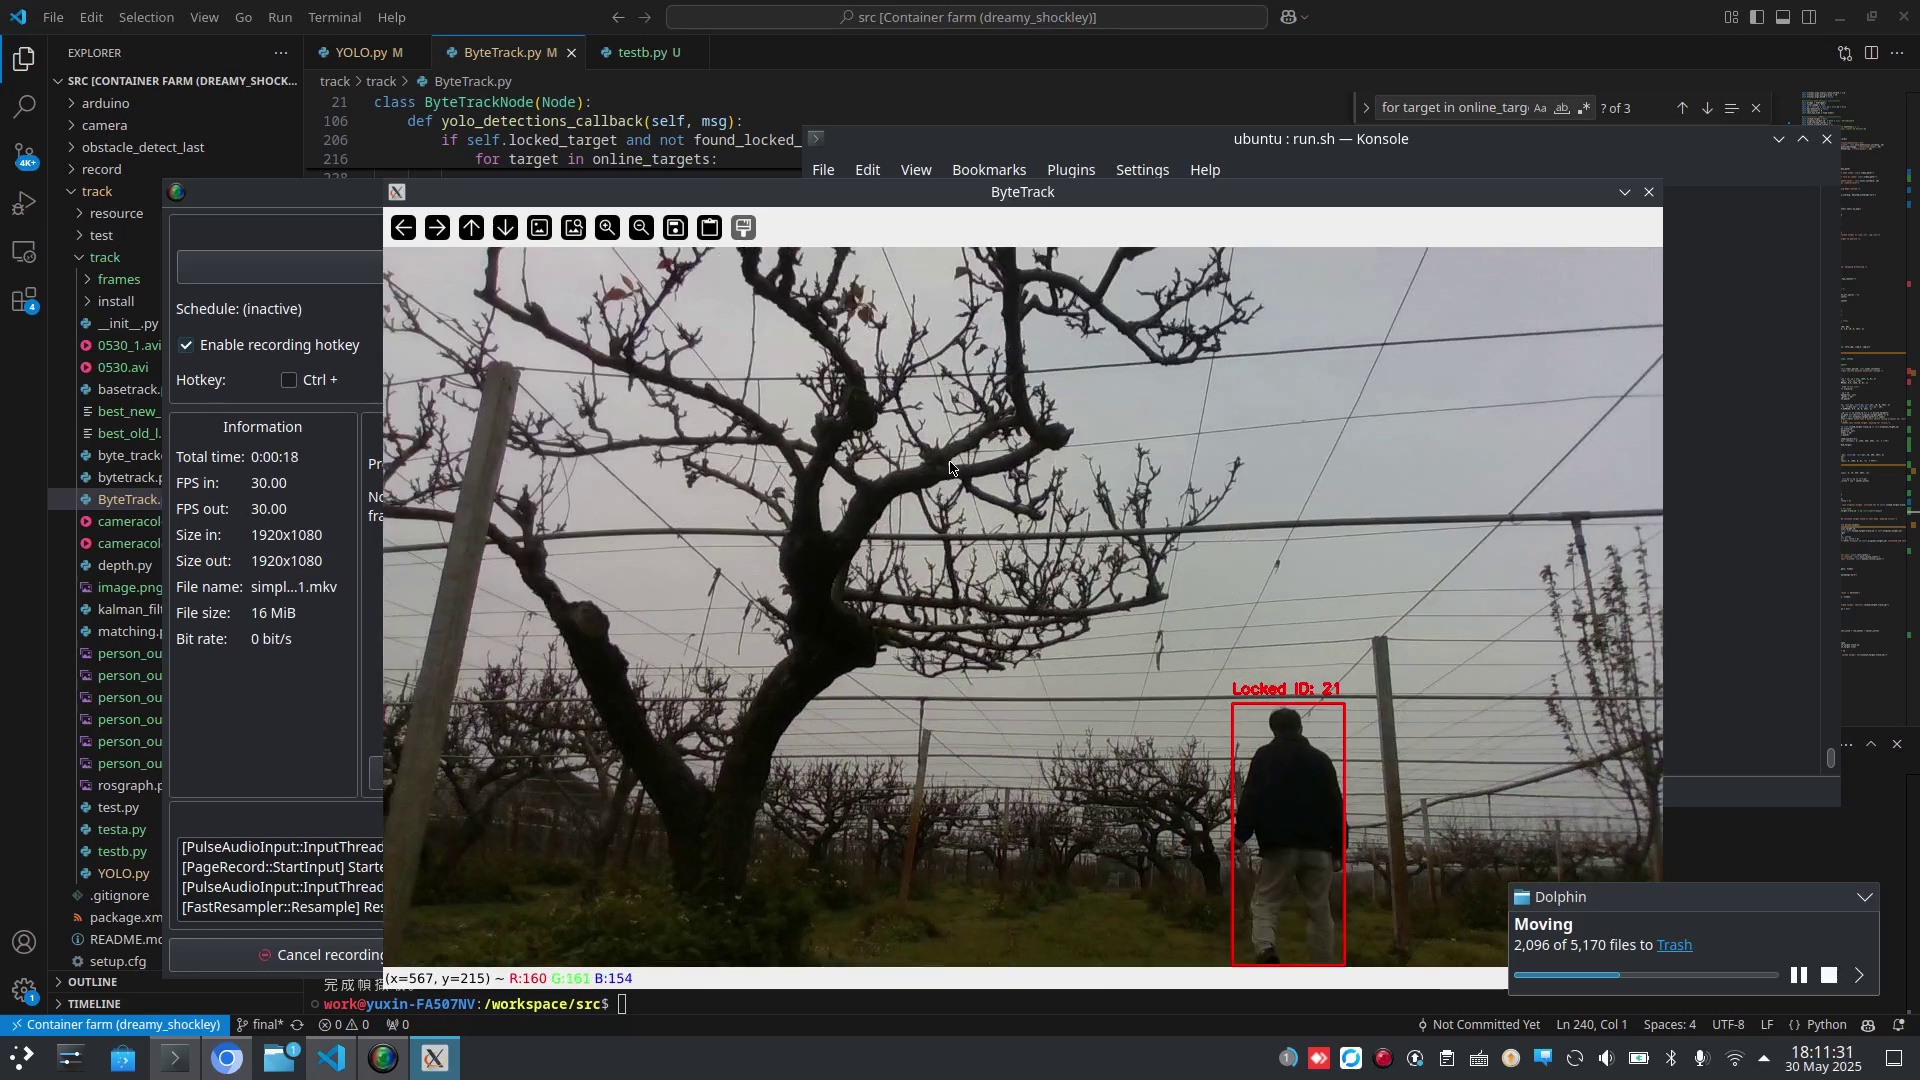 File Edit Selection View Go Run Terminal Help
src [Container farm (dreamy_shockley)]
EXPLORER
SRC [CONTAINER FARM (DREAMY_SHOCK...
arduino
camera
obstacle_detect_last
record
track
resource
test
track
frames
install
__init__.py
0530_1.avi
0530.avi
basetrack.
best_new_
best_old_l.
byte_track
bytetrack.p
ByteTrack.
cameracol
cameracol
depth.py
image.png
kalman_filt
matching.p
person_ou
person_ou
person_ou
person_ou
person_ou
person_ou
rosgraph.p
test.py
testa.py
testb.py
YOLO.py
.gitignore
package.xm
README.md
setup.cfg
OUTLINE
TIMELINE
4K+
4
1
YOLO.py M
ByteTrack.py M
testb.py U
track > track > ByteTrack.py
21 class ByteTrackNode(Node):
106 def yolo_detections_callback(self, msg):
206 if self.locked_target and not found_locked_
216 for target in online_targets:
for target in online_targ Aa ab ? of 3
ubuntu : run.sh — Konsole
File Edit View Bookmarks Plugins Settings Help
ByteTrack
Schedule: (inactive)
Enable recording hotkey
Hotkey: Ctrl +
Information
Total time: 0:00:18
FPS in: 30.00
FPS out: 30.00
Size in: 1920x1080
Size out: 1920x1080
File name: simpl...1.mkv
File size: 16 MiB
Bit rate: 0 bit/s
Pr
No
fra
[PulseAudioInput::InputThread
[PageRecord::StartInput] Starte
[PulseAudioInput::InputThread
[FastResampler::Resample] Res
Cancel recording
Locked ID: 21
(x=567, y=215) ~ R:160 G:161 B:154
work@yuxin-FA507NV:/workspace/src$
Dolphin
Moving
2,096 of 5,170 files to Trash
Container farm (dreamy_shockley) final* 0 0 0
Not Committed Yet Ln 240, Col 1 Spaces: 4 UTF-8 LF {} Python
1
1
18:11:31
30 May 2025